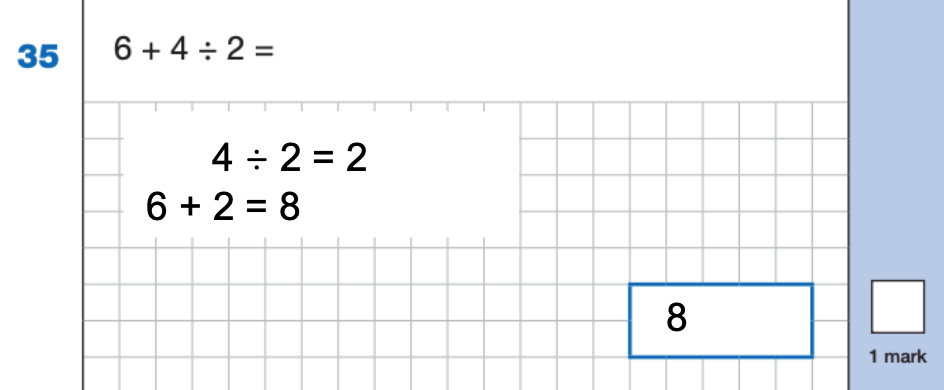 35 6 + 4 ÷ 2 =
4 ÷ 2 = 2
6 + 2 = 8
8
1 mark